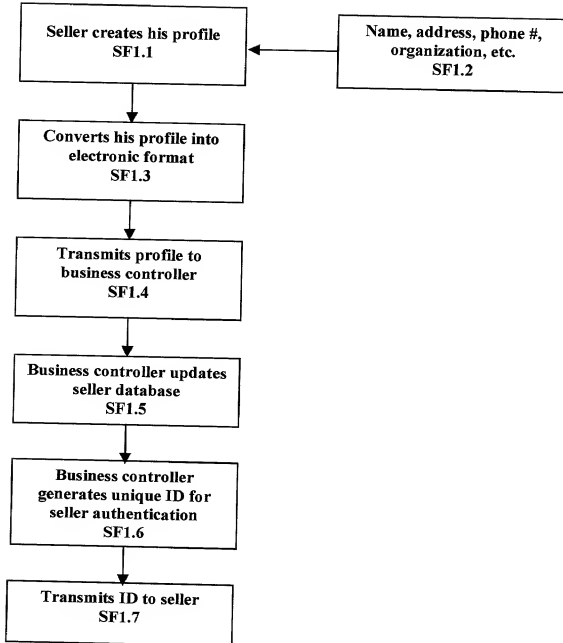 Seller creates his profile
SF1.1
Name, address, phone #,
organization, etc.
SF1.2
Converts his profile into
electronic format
SF1.3
Transmits profile to
business controller
SF1.4
Business controller updates
seller database
SF1.5
Business controller
generates unique ID for
seller authentication
SF1.6
Transmits ID to seller
SF1.7